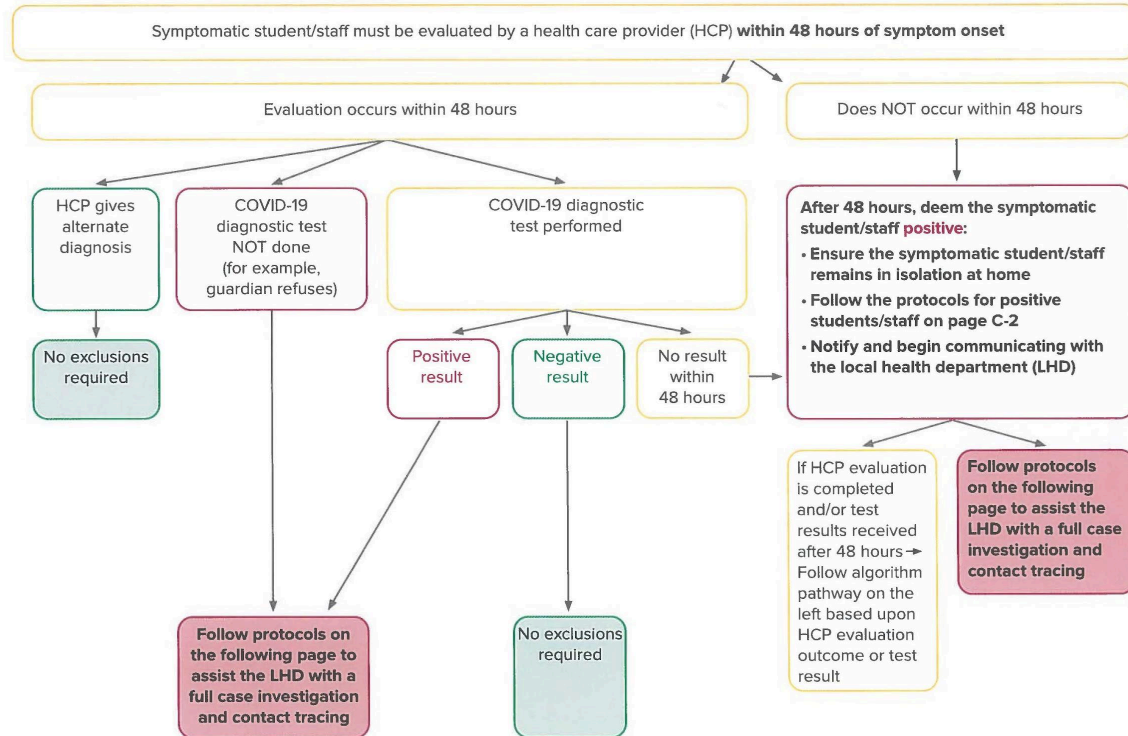 Symptomatic student/staff must be evaluated by a health care provider (HCP) within 48 hours of symptom onset
Evaluation occurs within 48 hours
Does NOT occur within 48 hours
HCP gives
alternate
diagnosis
COVID-19
diagnostic test
NOT done
(for example,
guardian refuses)
COVID-19 diagnostic
test performed
After 48 hours, deem the symptomatic
student/staff positive:
• Ensure the symptomatic student/staff
remains in isolation at home
• Follow the protocols for positive
students/staff on page C-2
• Notify and begin communicating with
the local health department (LHD)
No exclusions
required
Positive
result
Negative
result
No result
within
48 hours
If HCP evaluation
is completed
and/or test
results received
after 48 hours →
Follow algorithm
pathway on the
left based upon
HCP evaluation
outcome or test
result
Follow protocols
on the following
page to assist the
LHD with a full case
investigation and
contact tracing
Follow protocols on
the following page to
assist the LHD with a
full case investigation
and contact tracing
No exclusions
required